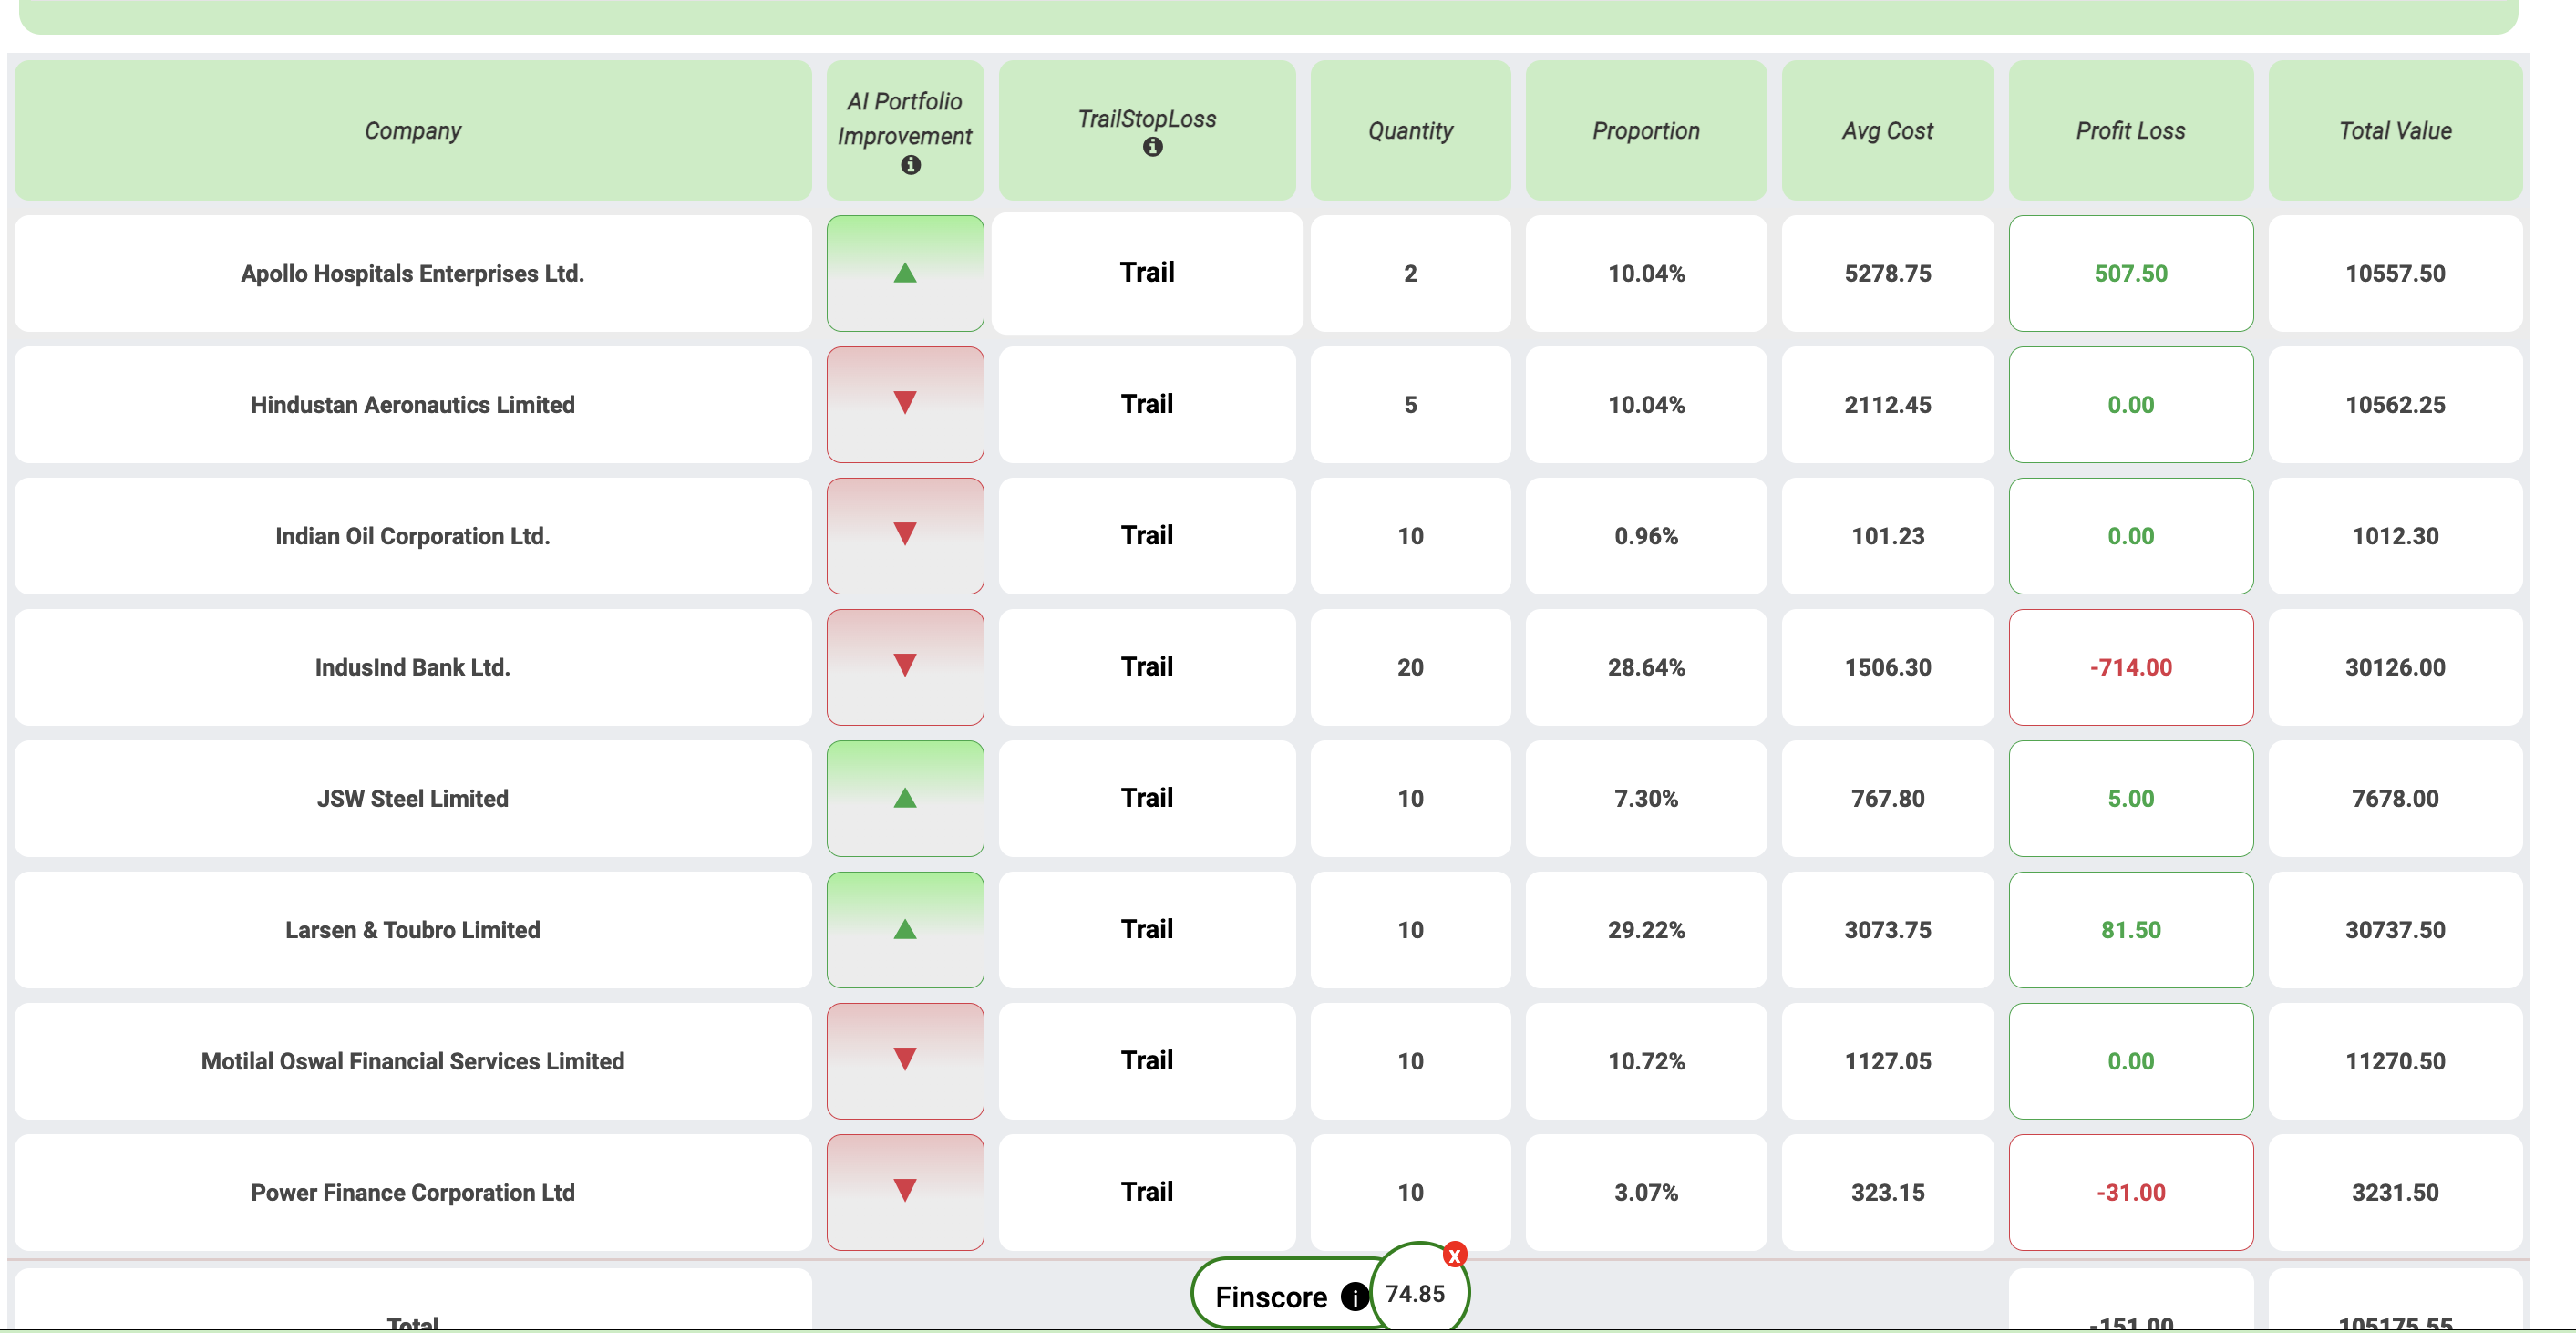 Company AI Portfolio Improvement TrailStopLoss Quantity Proportion Avg Cost Profit Loss Total Value
Apollo Hospitals Enterprises Ltd. Trail 2 10.04% 5278.75 507.50 10557.50
Hindustan Aeronautics Limited Trail 5 10.04% 2112.45 0.00 10562.25
Indian Oil Corporation Ltd. Trail 10 0.96% 101.23 0.00 1012.30
IndusInd Bank Ltd. Trail 20 28.64% 1506.30 -714.00 30126.00
JSW Steel Limited Trail 10 7.30% 767.80 5.00 7678.00
Larsen & Toubro Limited Trail 10 29.22% 3073.75 81.50 30737.50
Motilal Oswal Financial Services Limited Trail 10 10.72% 1127.05 0.00 11270.50
Power Finance Corporation Ltd Trail 10 3.07% 323.15 -31.00 3231.50
x
Finscore i 74.85
Total -151.00 105175.55